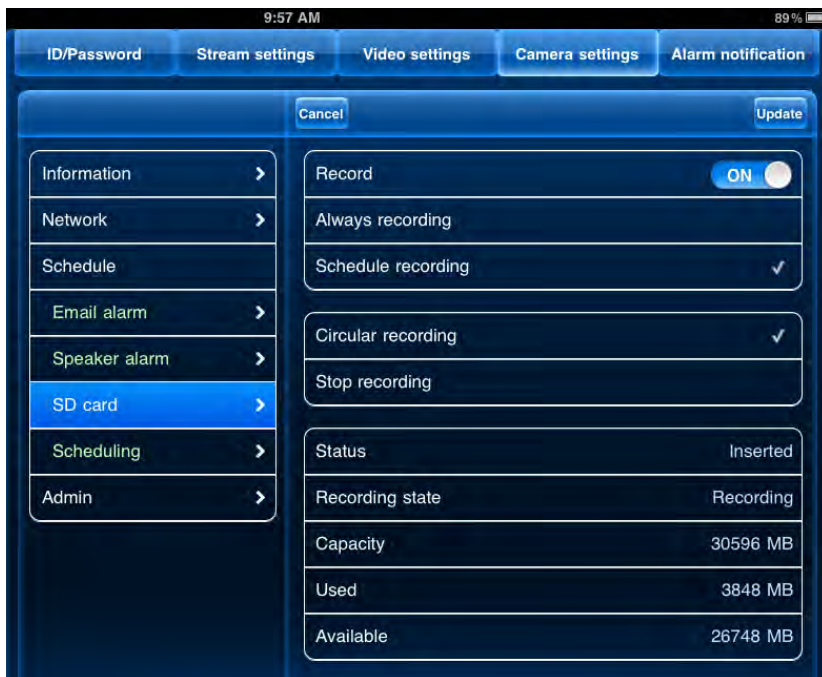 9:57 AM 89%
ID/Password Stream settings Video settings Camera settings Alarm notification
Cancel Update
Information
Network
Schedule
Email alarm
Speaker alarm
SD card
Scheduling
Admin
Record ON
Always recording
Schedule recording
Circular recording
Stop recording
Status Inserted
Recording state Recording
Capacity 30596 MB
Used 3848 MB
Available 26748 MB